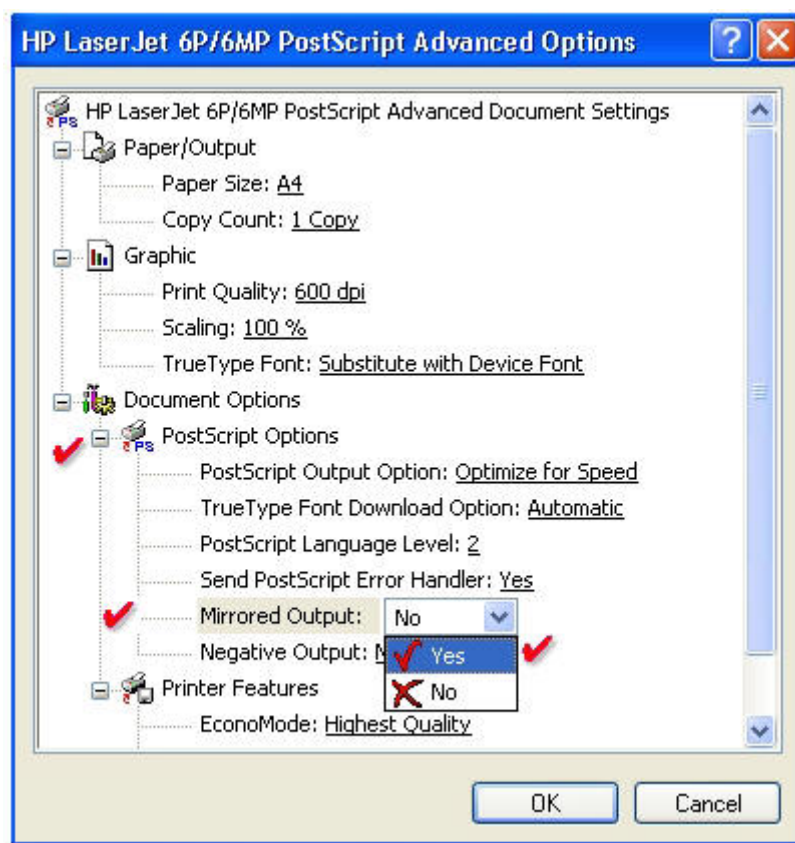 HP LaserJet 6P/6MP PostScript Advanced Options
HP LaserJet 6P/6MP PostScript Advanced Document Settings
Paper/Output
Paper Size: A4
Copy Count: 1 Copy
Graphic
Print Quality: 600 dpi
Scaling: 100 %
TrueType Font: Substitute with Device Font
Document Options
PostScript Options
PostScript Output Option: Optimize for Speed
TrueType Font Download Option: Automatic
PostScript Language Level: 2
Send PostScript Error Handler: Yes
Mirrored Output: No
Yes
Negative Output:
No
Printer Features
EconoMode: Highest Quality
OK Cancel